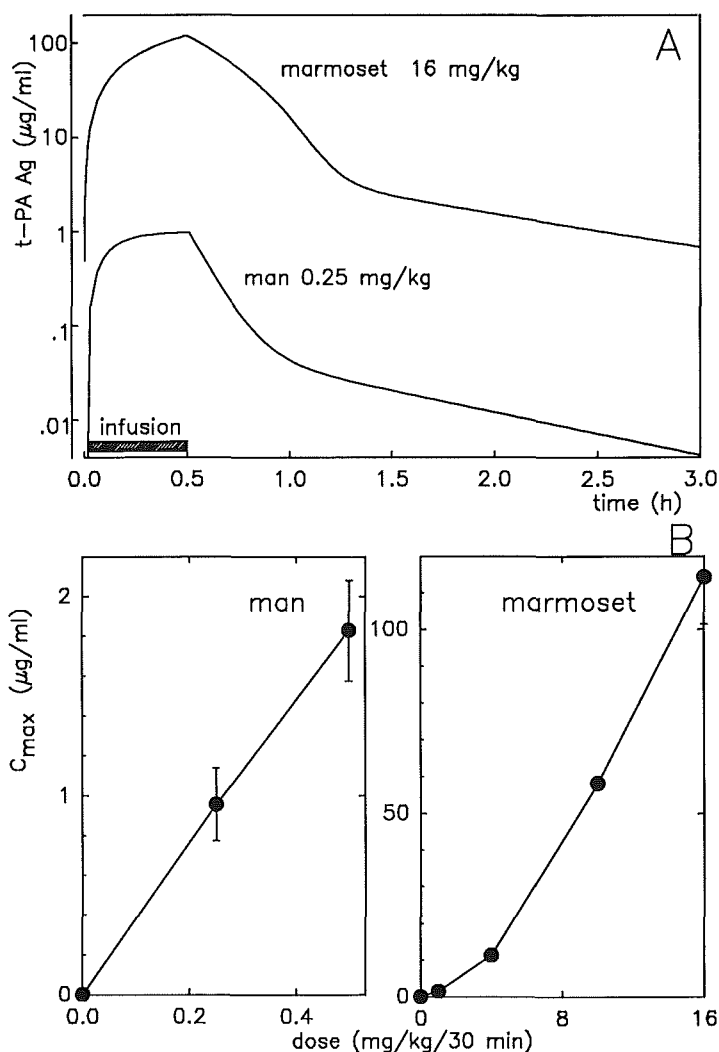 A
100
10
1
.1
.01
t-PA Ag (μg/ml)
marmoset 16 mg/kg
man 0.25 mg/kg
infusion
0.0 0.5 1.0 1.5 2.0 2.5 3.0
time (h)
B
man
marmoset
2
1
0
C max (μg/ml)
100
50
0
0.0 0.2 0.4
0 8 16
dose (mg/kg/30 min)